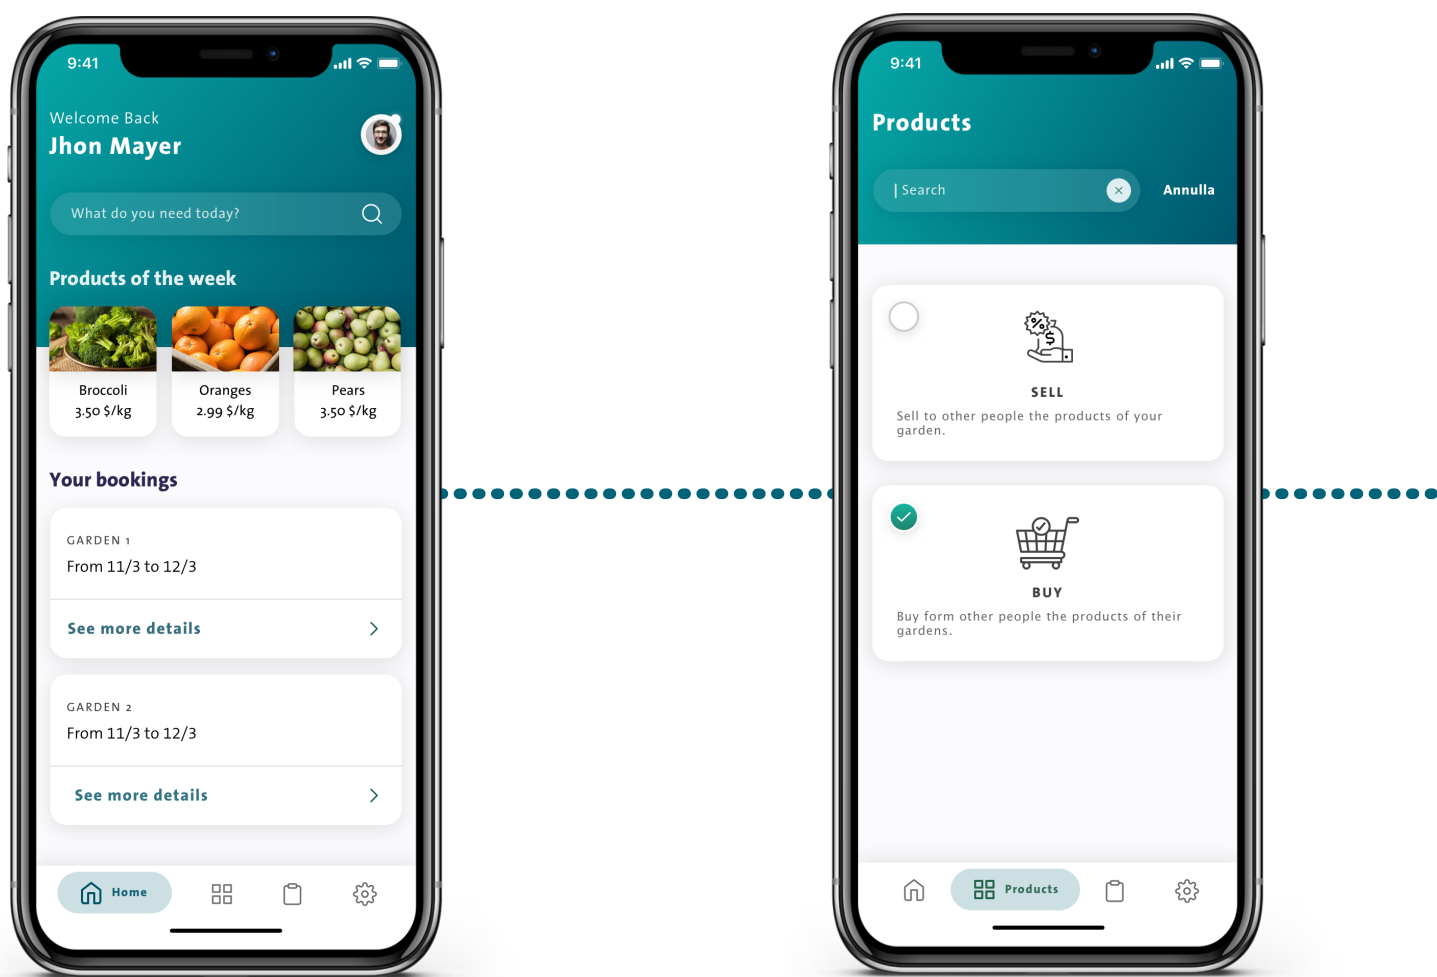 9:41
Welcome Back
Jhon Mayer
What do you need today?
Products of the week
Broccoli
3.50 $/kg
Oranges
2.99 $/kg
Pears
3.50 $/kg
Your bookings
GARDEN 1
From 11/3 to 12/3
See more details
GARDEN 2
From 11/3 to 12/3
See more details
Home
9:41
Products
Search
Annulla
SELL
Sell to other people the products of your
garden.
BUY
Buy form other people the products of their
gardens.
Products